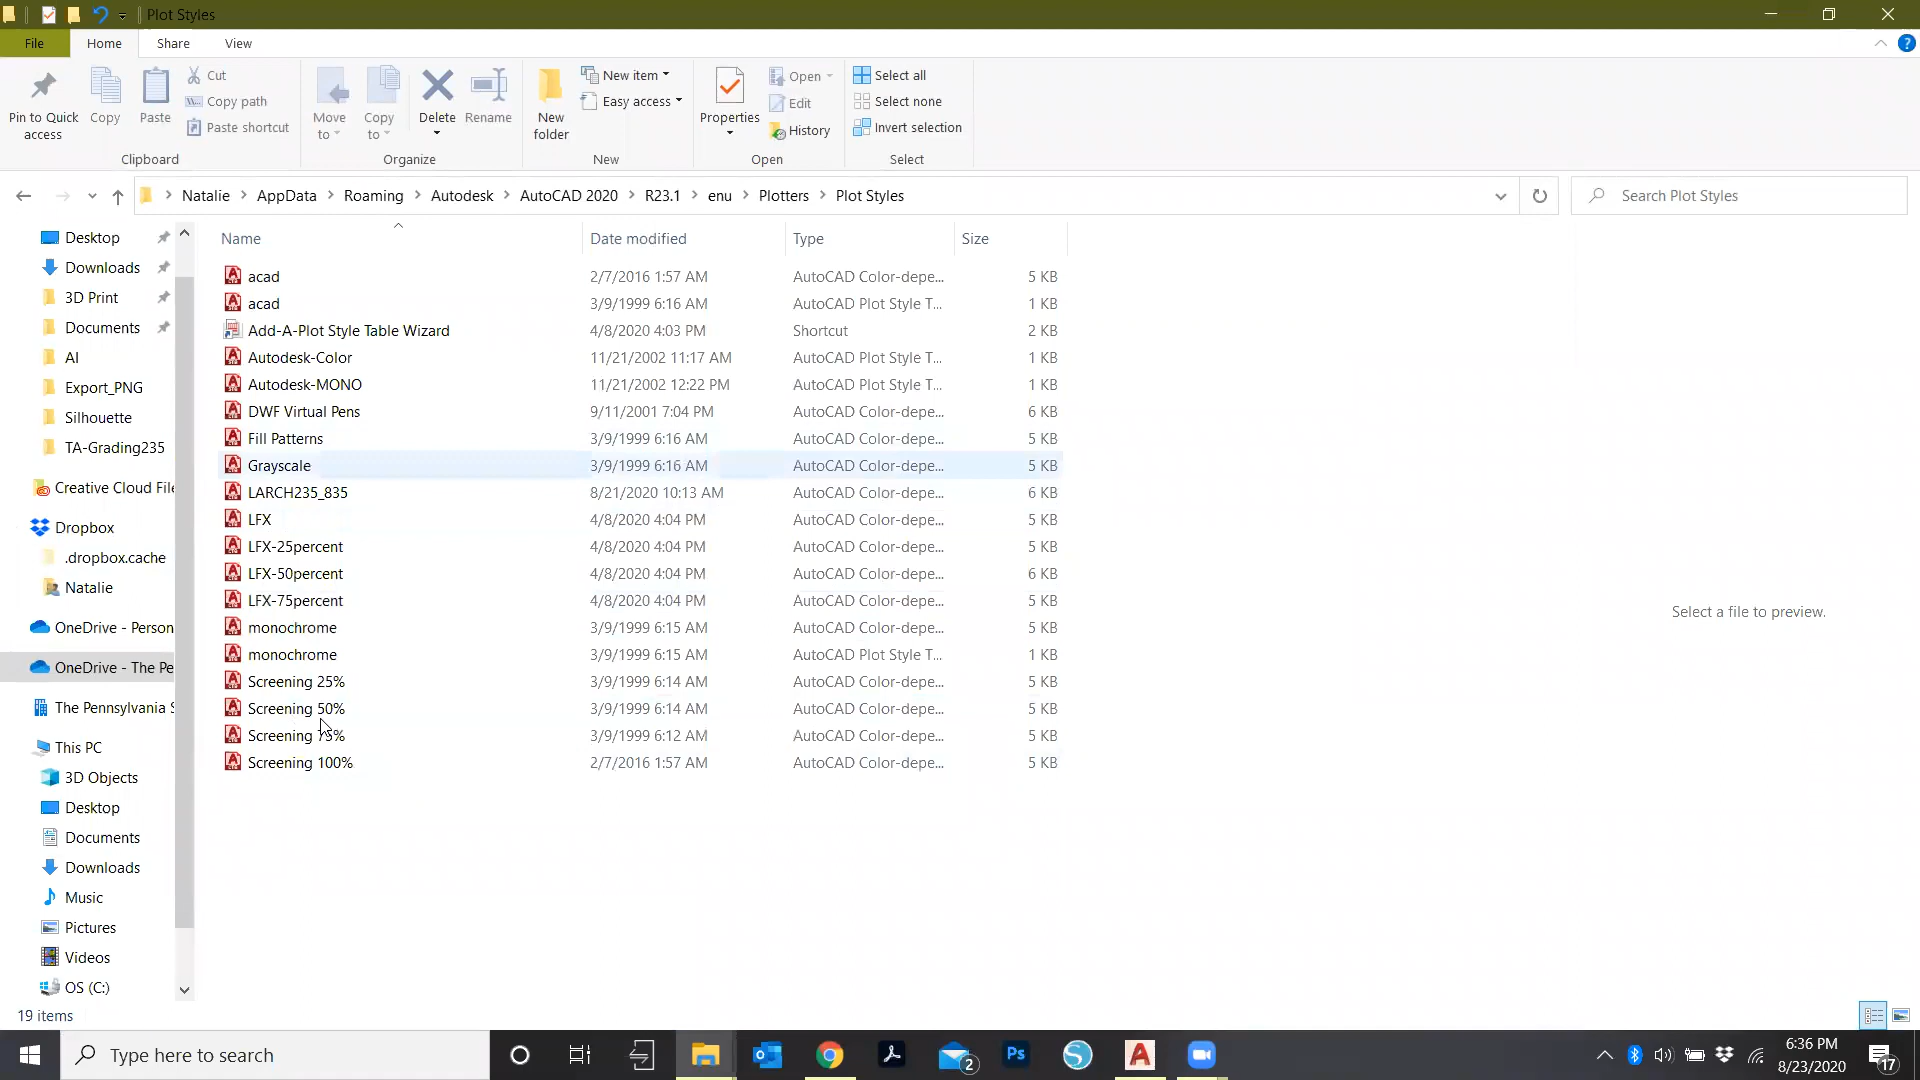 Plot Styles
File Home Share View
Pin to Quick access
Copy
Paste
Cut
Copy path
Paste shortcut
Clipboard
Move to
Copy to
Delete
Rename
Organize
New folder
New item
Easy access
New
Properties
Open
Edit
History
Open
Select all
Select none
Invert selection
Select
Natalie > AppData > Roaming > Autodesk > AutoCAD 2020 > R23.1 > enu > Plotters > Plot Styles
Search Plot Styles
Desktop
Downloads
3D Print
Documents
AI
Export_PNG
Silhouette
TA-Grading235
Creative Cloud File
Dropbox
.dropbox.cache
Natalie
OneDrive - Person
OneDrive - The Pe
The Pennsylvania S
This PC
3D Objects
Desktop
Documents
Downloads
Music
Pictures
Videos
OS (C:)
Name Date modified Type Size
acad 2/7/2016 1:57 AM AutoCAD Color-depe... 5 KB
acad 3/9/1999 6:16 AM AutoCAD Plot Style T... 1 KB
Add-A-Plot Style Table Wizard 4/8/2020 4:03 PM Shortcut 2 KB
Autodesk-Color 11/21/2002 11:17 AM AutoCAD Plot Style T... 1 KB
Autodesk-MONO 11/21/2002 12:22 PM AutoCAD Plot Style T... 1 KB
DWF Virtual Pens 9/11/2001 7:04 PM AutoCAD Color-depe... 6 KB
Fill Patterns 3/9/1999 6:16 AM AutoCAD Color-depe... 5 KB
Grayscale 3/9/1999 6:16 AM AutoCAD Color-depe... 5 KB
LARCH235_835 8/21/2020 10:13 AM AutoCAD Color-depe... 6 KB
LFX 4/8/2020 4:04 PM AutoCAD Color-depe... 5 KB
LFX-25percent 4/8/2020 4:04 PM AutoCAD Color-depe... 5 KB
LFX-50percent 4/8/2020 4:04 PM AutoCAD Color-depe... 6 KB
LFX-75percent 4/8/2020 4:04 PM AutoCAD Color-depe... 5 KB
monochrome 3/9/1999 6:15 AM AutoCAD Color-depe... 5 KB
monochrome 3/9/1999 6:15 AM AutoCAD Plot Style T... 1 KB
Screening 25% 3/9/1999 6:14 AM AutoCAD Color-depe... 5 KB
Screening 50% 3/9/1999 6:14 AM AutoCAD Color-depe... 5 KB
Screening 75% 3/9/1999 6:12 AM AutoCAD Color-depe... 5 KB
Screening 100% 2/7/2016 1:57 AM AutoCAD Color-depe... 5 KB
Select a file to preview.
19 items
Type here to search
2
Ps
6:36 PM
8/23/2020
17